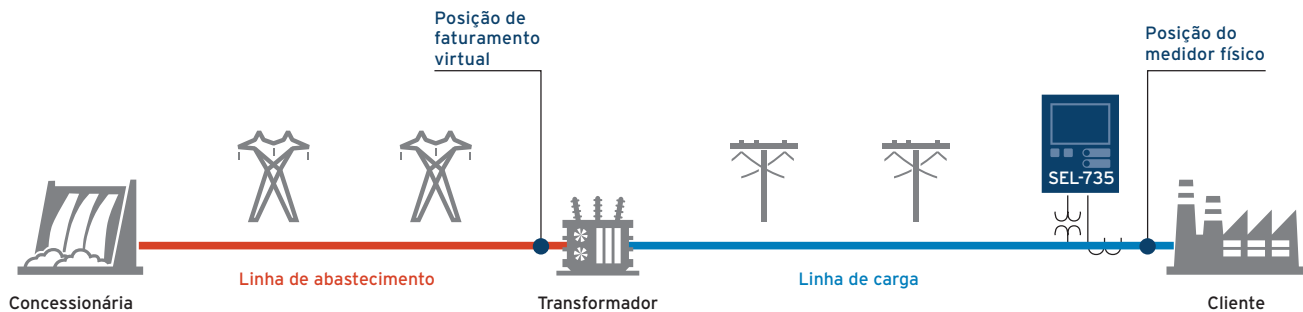 Posição de
faturamento
virtual
Posição do
medidor físico
SEL-735
Linha de abastecimento
Linha de carga
Concessionária
Transformador
Cliente